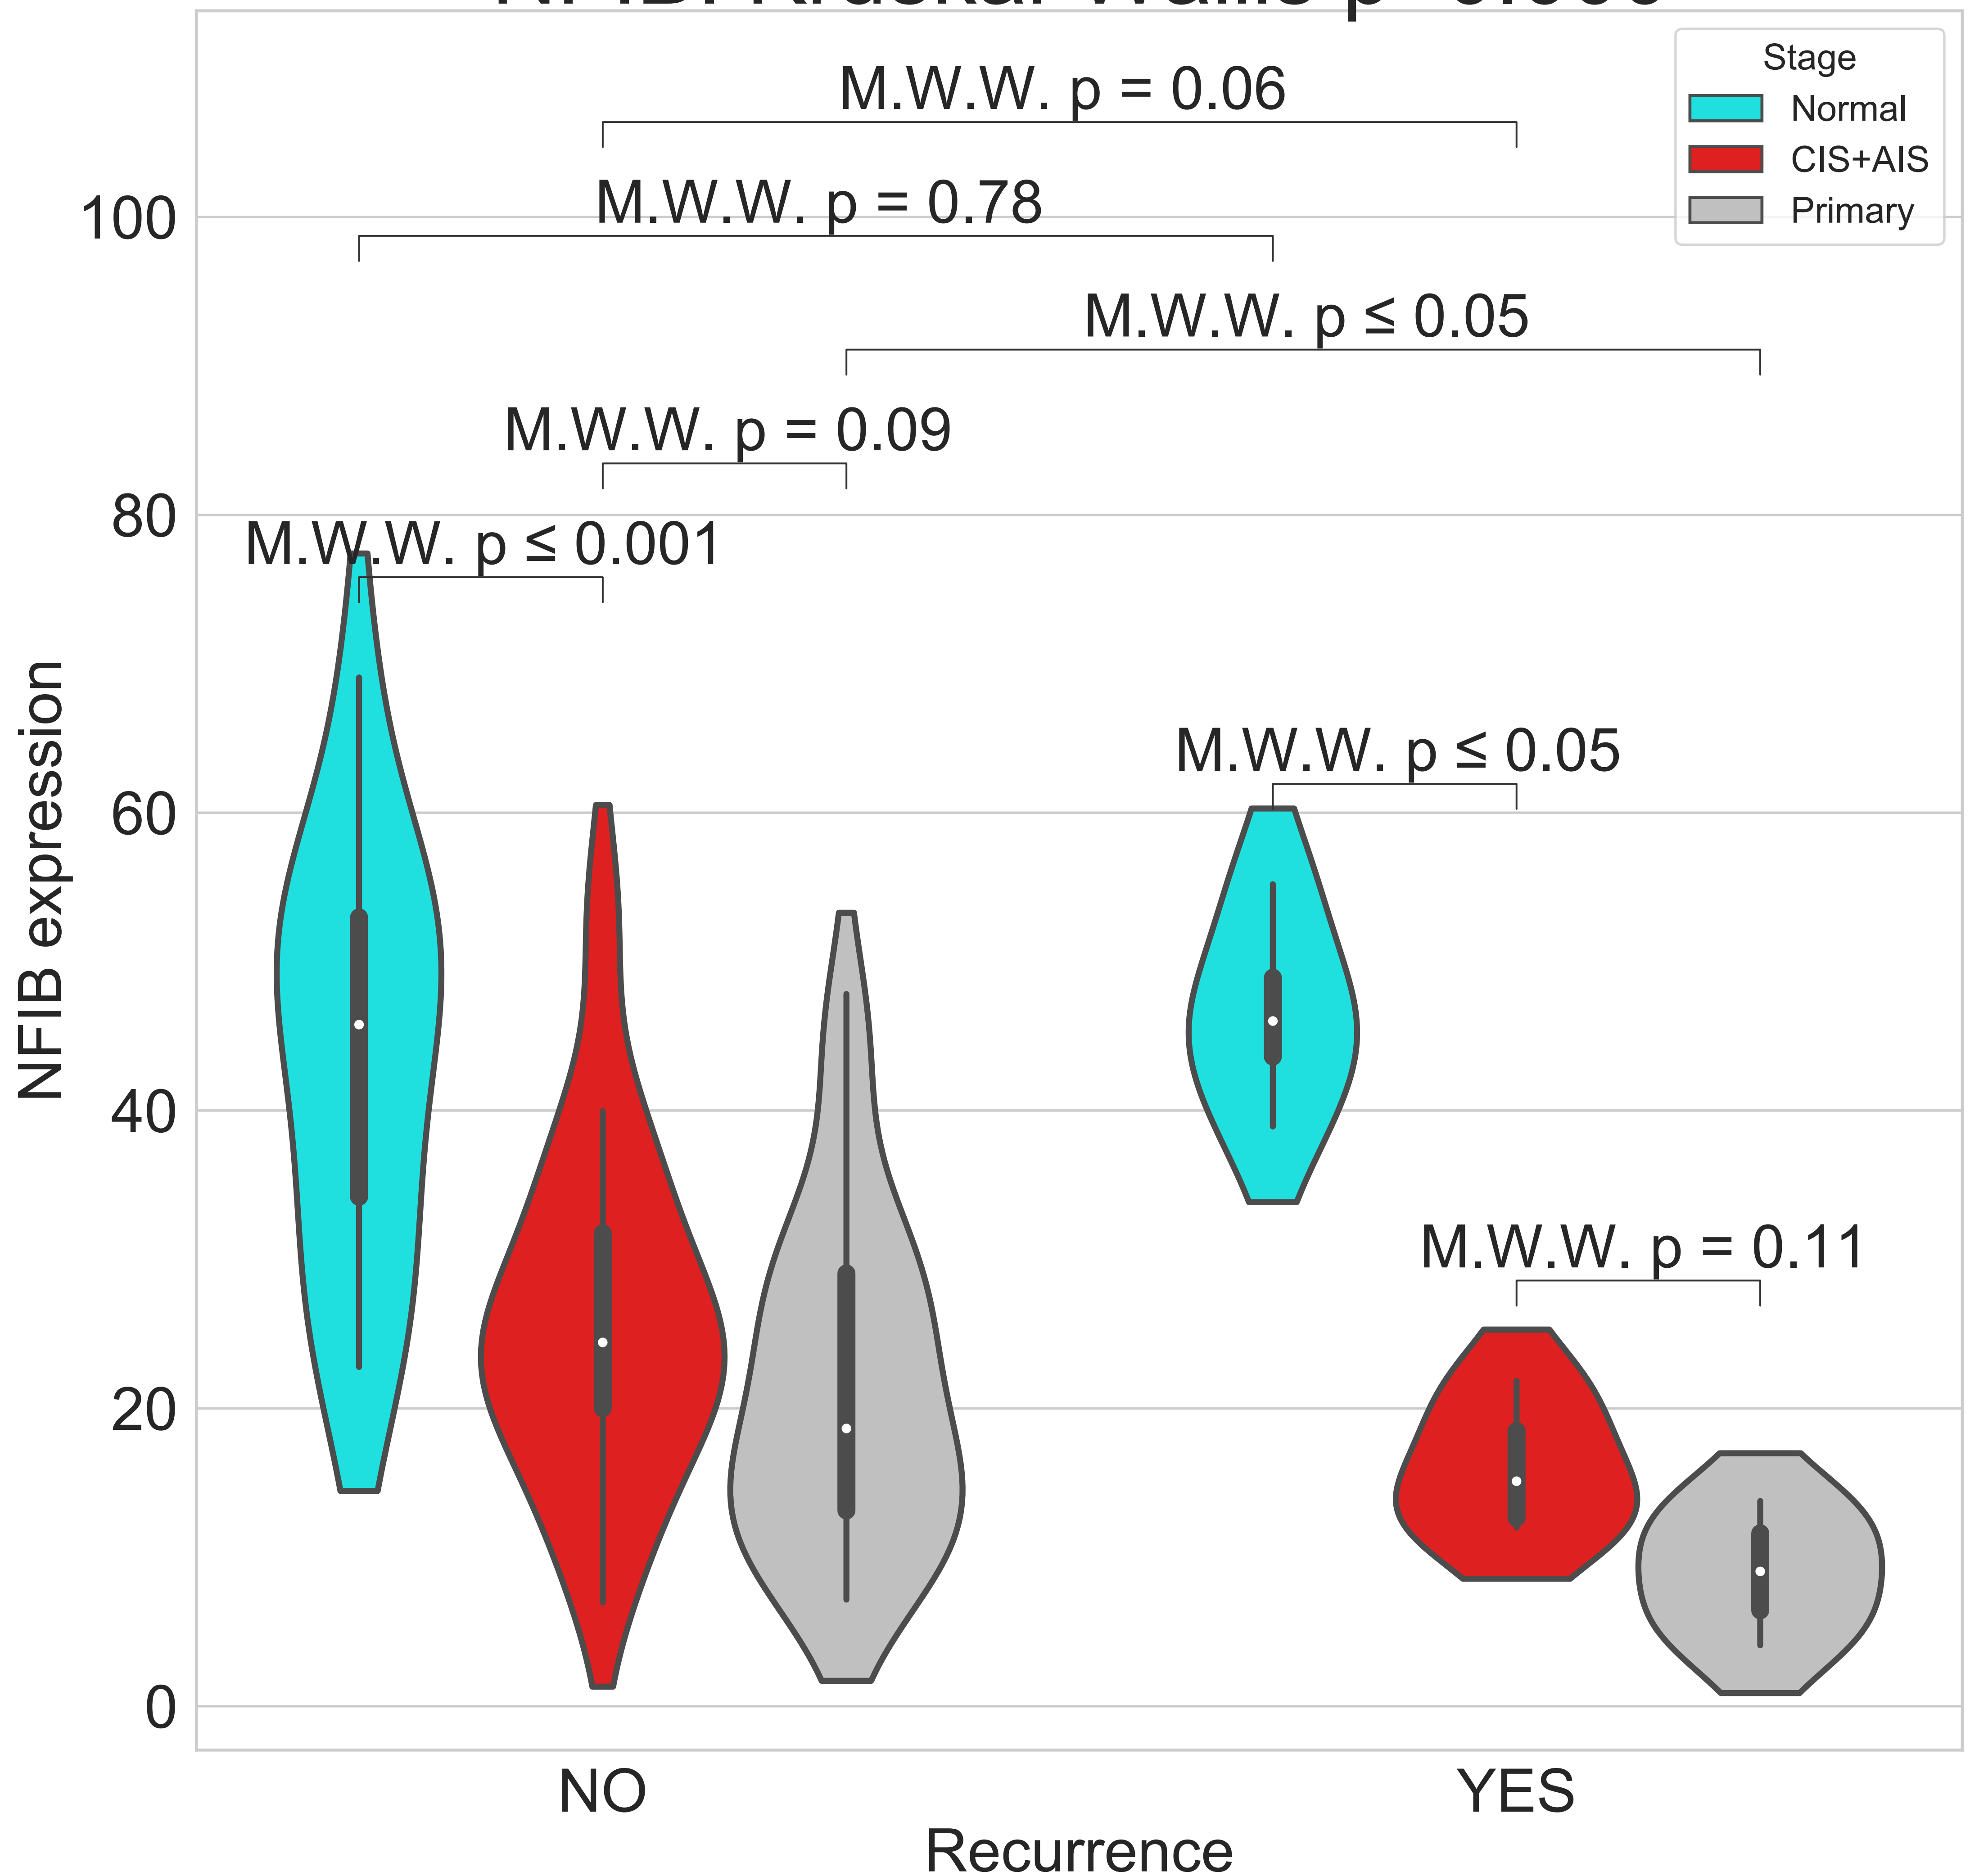 Stage
Normal
CIS+AIS
Primary
M.W.W. p = 0.06
M.W.W. p = 0.78
M.W.W. p ≤ 0.05
M.W.W. p = 0.09
M.W.W. p ≤ 0.001
M.W.W. p ≤ 0.05
M.W.W. p = 0.11
100
80
60
40
20
0
NFIB expression
NO
YES
Recurrence